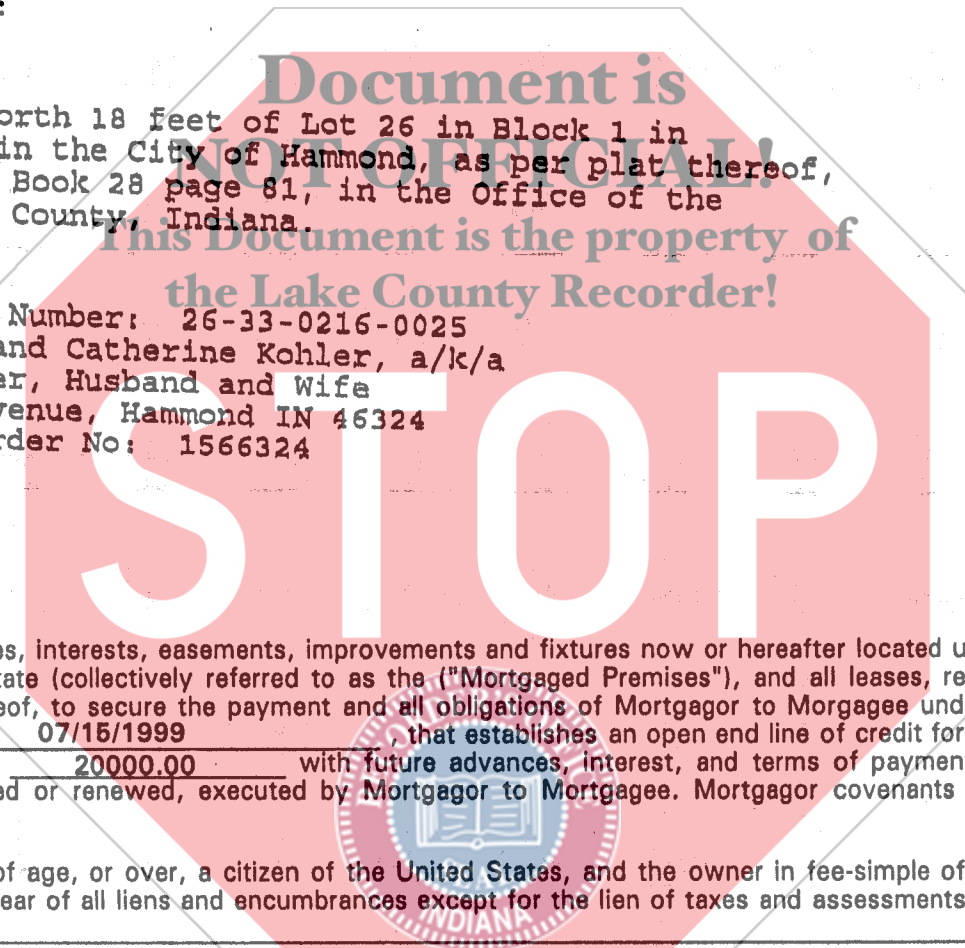 Document is
orth 18 feet of Lot 26 in Block 1 in
NOT OFFICIAL!
in the City of Hammond, as per plat thereof,
Book 28 page 81, in the Office of the
County, Indiana.
This Document is the property of
the Lake County Recorder!
Number: 26-33-0216-0025
and Catherine Kohler, a/k/a
er, Husband and Wife
venue, Hammond IN 46324
rder No: 1566324
STOP
es, interests, easements, improvements and fixtures now or hereafter located u
tate (collectively referred to as the ("Mortgaged Premises"), and all leases, re
eof, to secure the payment and all obligations of Mortgagor to Morgagee und
07/15/1999 , that establishes an open end line of credit for
20000.00 with future advances, interest, and terms of paymen
ed or renewed, executed by Mortgagor to Mortgagee. Mortgagor covenants
of age, or over, a citizen of the United States, and the owner in fee-simple of
ear of all liens and encumbrances except for the lien of taxes and assessments
INDIANA